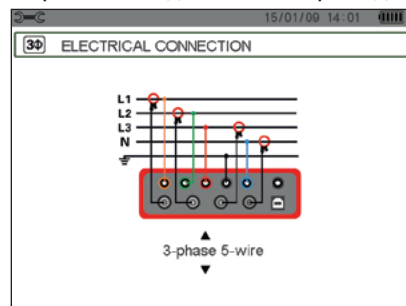 15/01/09 14:01
3Φ ELECTRICAL CONNECTION
L1
L2
L3
N
3-phase 5-wire